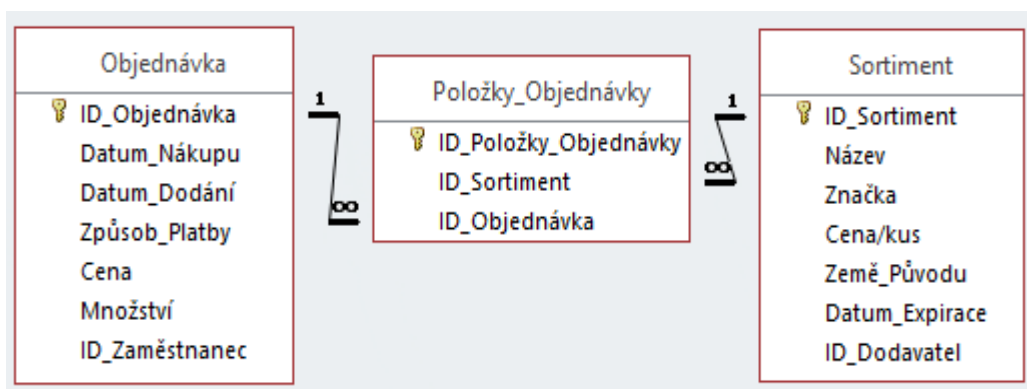 Objednávka
ID_Objednávka
Datum_Nákupu
Datum_Dodání
Způsob_Platby
Cena
Množství
ID_Zaměstnanec
1
∞
Položky_Objednávky
ID_Položky_Objednávky
ID_Sortiment
ID_Objednávka
1
∞
Sortiment
ID_Sortiment
Název
Značka
Cena/kus
Země_Původu
Datum_Expirace
ID_Dodavatel